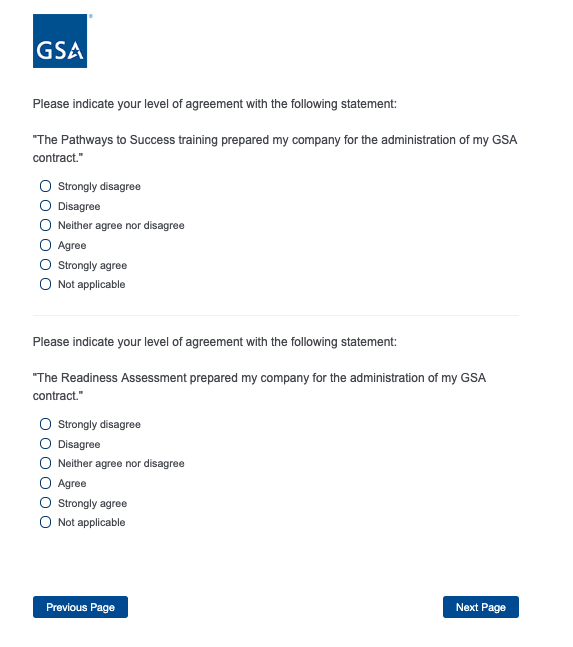 GSA
Please indicate your level of agreement with the following statement:
"The Pathways to Success training prepared my company for the administration of my GSA
contract."
Strongly disagree
Disagree
Neither agree nor disagree
Agree
Strongly agree
Not applicable
Please indicate your level of agreement with the following statement:
"The Readiness Assessment prepared my company for the administration of my GSA
contract."
Strongly disagree
Disagree
Neither agree nor disagree
Agree
Strongly agree
Not applicable
Previous Page
Next Page